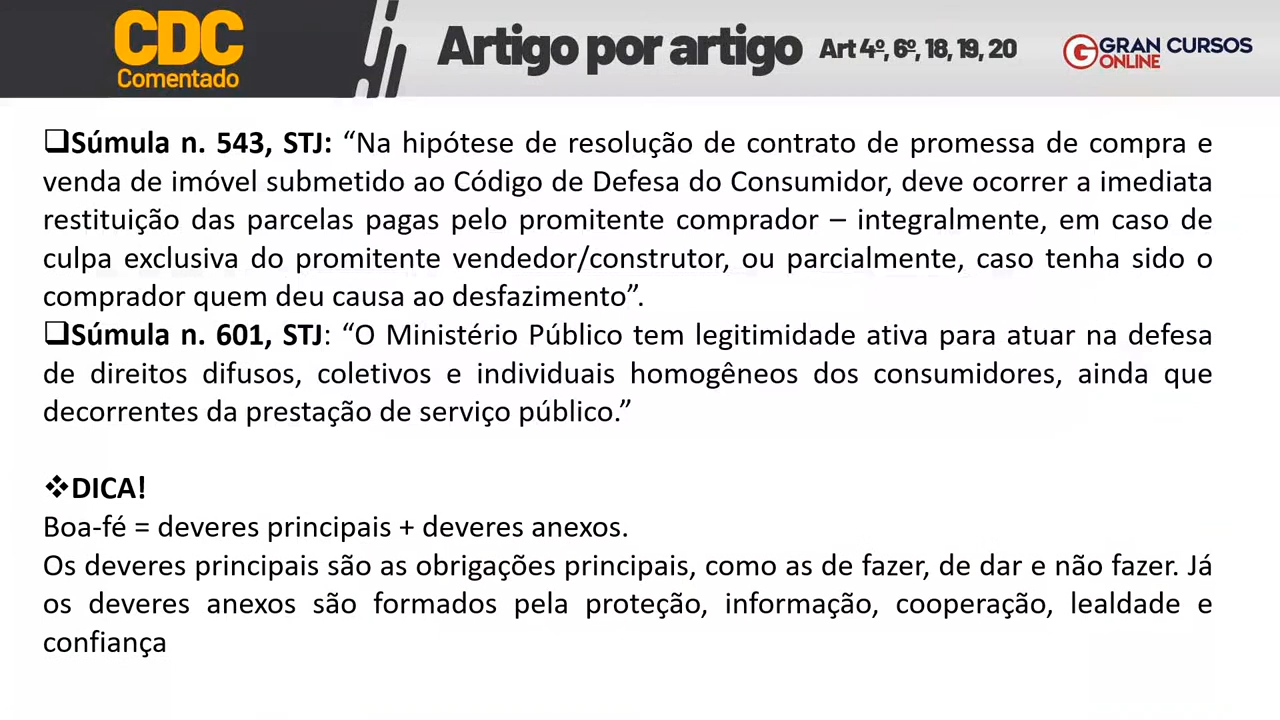 CDC
Comentado
Artigo por artigo Art 4º, 6º, 18, 19, 20
GRAN CURSOS
ONLINE
❑Súmula n. 543, STJ: “Na hipótese de resolução de contrato de promessa de compra e
venda de imóvel submetido ao Código de Defesa do Consumidor, deve ocorrer a imediata
restituição das parcelas pagas pelo promitente comprador – integralmente, em caso de
culpa exclusiva do promitente vendedor/construtor, ou parcialmente, caso tenha sido o
comprador quem deu causa ao desfazimento”.
❑Súmula n. 601, STJ: “O Ministério Público tem legitimidade ativa para atuar na defesa
de direitos difusos, coletivos e individuais homogêneos dos consumidores, ainda que
decorrentes da prestação de serviço público.”
❖DICA!
Boa-fé = deveres principais + deveres anexos.
Os deveres principais são as obrigações principais, como as de fazer, de dar e não fazer. Já
os deveres anexos são formados pela proteção, informação, cooperação, lealdade e
confiança